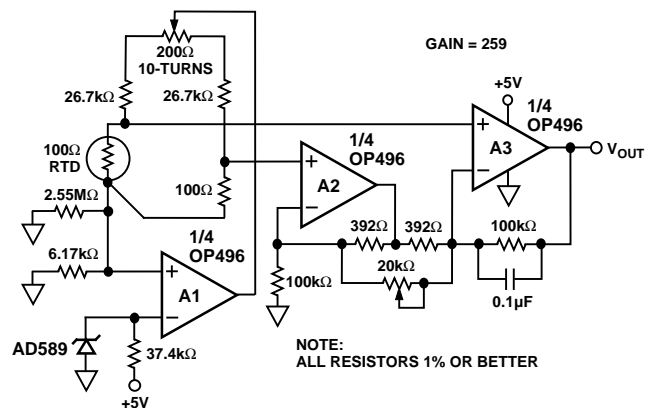 200Ω
10-TURNS
GAIN = 259
26.7kΩ
26.7kΩ
+5V
1/4
OP496
+
A3
–
VOUT
100Ω
RTD
1/4
OP496
+
A2
–
100Ω
2.55MΩ
392Ω
392Ω
100kΩ
1/4
OP496
6.17kΩ
+
A1
–
100kΩ
20kΩ
0.1µF
AD589
37.4kΩ
+5V
NOTE:
ALL RESISTORS 1% OR BETTER